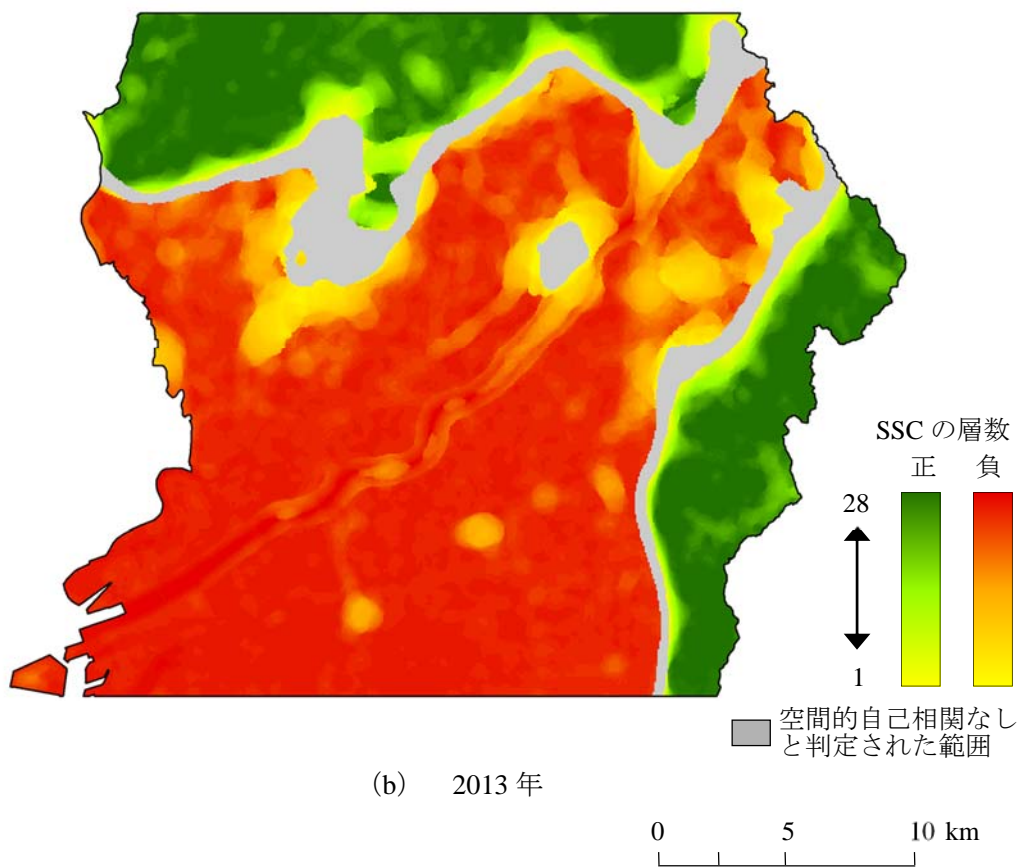 SSC の層数
正 負
28
1
空間的自己相関なし
と判定された範囲
(b) 2013 年
0 5 10 km